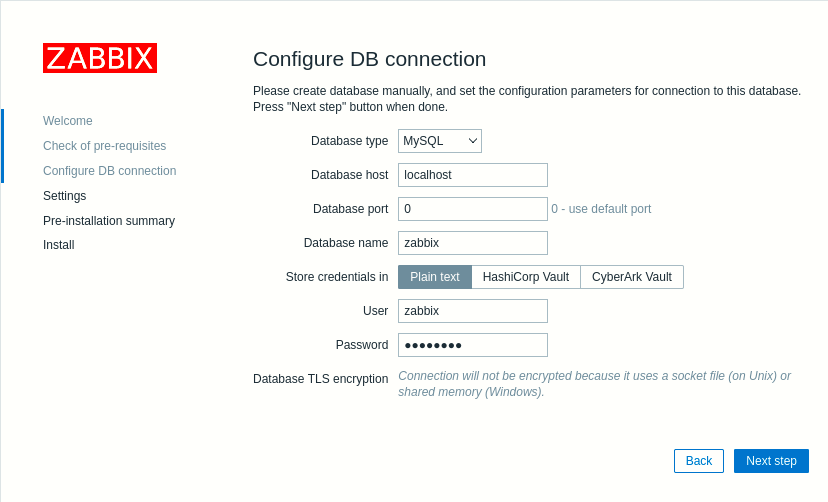 ZABBIX
Welcome
Check of pre-requisites
Configure DB connection
Settings
Pre-installation summary
Install
Configure DB connection
Please create database manually, and set the configuration parameters for connection to this database.
Press "Next step" button when done.
Database type MySQL
Database host localhost
Database port 0 0 - use default port
Database name zabbix
Store credentials in Plain text HashiCorp Vault CyberArk Vault
User zabbix
Password ●●●●●●●●
Database TLS encryption Connection will not be encrypted because it uses a socket file (on Unix) or
shared memory (Windows).
Back Next step